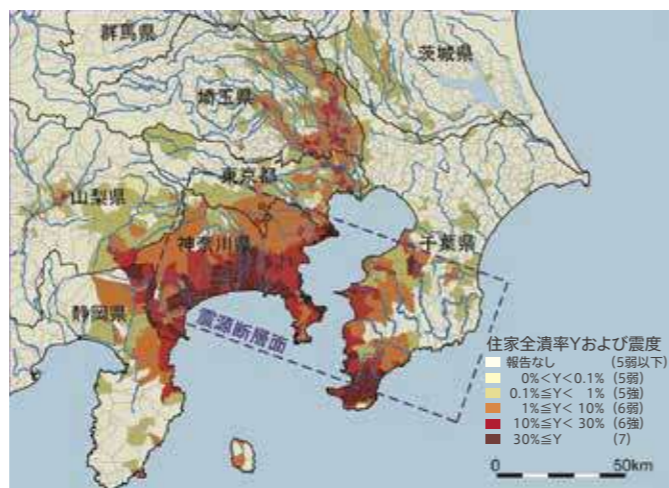 群馬県
茨城県
埼玉県
東京都
山梨県
神奈川県
千葉県
静岡県
震源断層面
住家全潰率Yおよび震度
報告なし (5弱以下)
0%<Y<0.1% (5弱)
0.1%≦Y< 1% (5強)
1%≦Y< 10% (6弱)
10%≦Y< 30% (6強)
30%≦Y (7)
0 50km